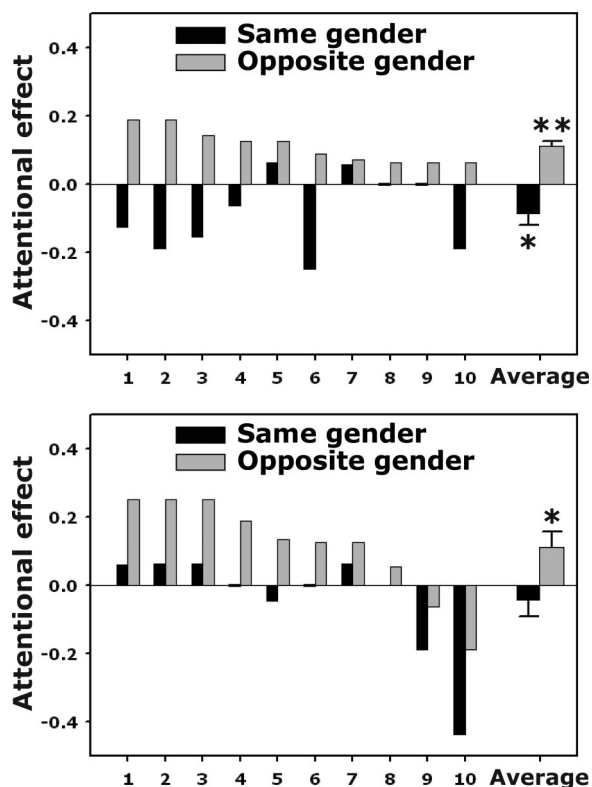 Attentional effect
Same gender
Opposite gender
0.4
0.2
0.0
-0.2
-0.4
**
*
1 2 3 4 5 6 7 8 9 10 Average
Attentional effect
Same gender
Opposite gender
0.4
0.2
0.0
-0.2
-0.4
*
1 2 3 4 5 6 7 8 9 10 Average